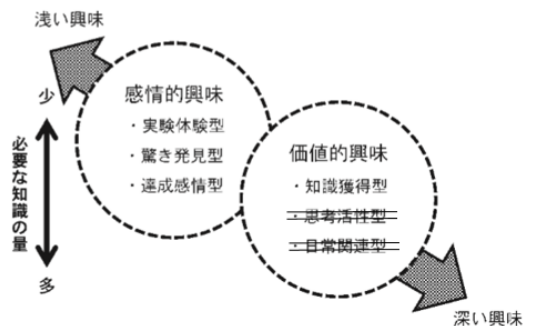 浅い興味
少
必要な知識の量
多
感情的興味
・実験体験型
・驚き発見型
・達成感情型
価値的興味
・知識獲得型
・思考活性型
・日常関連型
深い興味